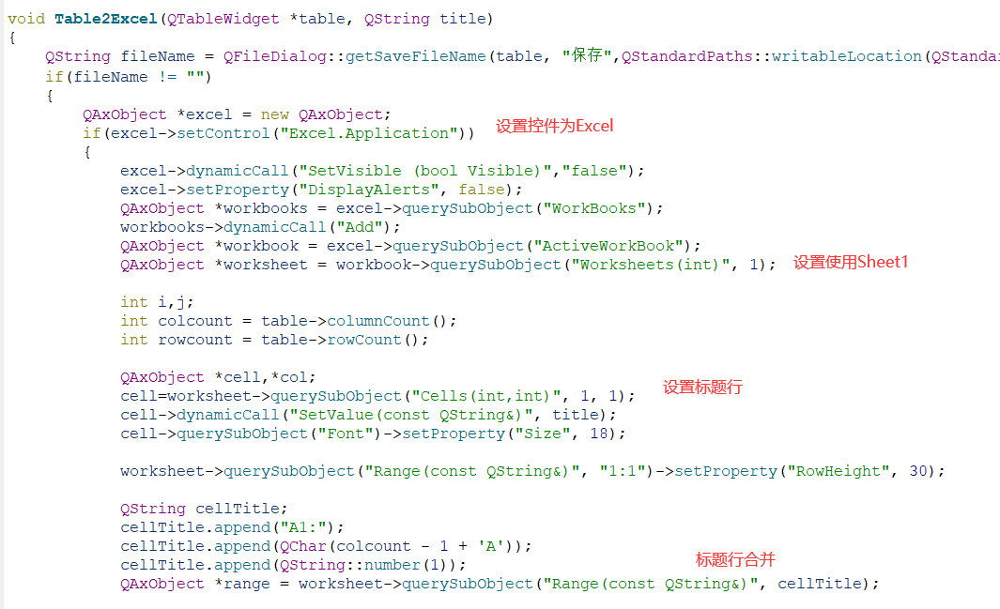 void Table2Excel(QTableWidget *table, QString title)
{
    QString fileName = QFileDialog::getSaveFileName(table, "保存",QStandardPaths::writableLocation(QStanda
    if(fileName != "")
    {
        QAxObject *excel = new QAxObject;
        if(excel->setControl("Excel.Application")) 设置控件为Excel
        {
            excel->dynamicCall("SetVisible (bool Visible)","false");
            excel->setProperty("DisplayAlerts", false);
            QAxObject *workbooks = excel->querySubObject("WorkBooks");
            workbooks->dynamicCall("Add");
            QAxObject *workbook = excel->querySubObject("ActiveWorkBook");
            QAxObject *worksheet = workbook->querySubObject("Worksheets(int)", 1); 设置使用Sheet1
            int i,j;
            int colcount = table->columnCount();
            int rowcount = table->rowCount();
            QAxObject *cell,*col;
            cell=worksheet->querySubObject("Cells(int,int)", 1, 1); 设置标题行
            cell->dynamicCall("SetValue(const QString&)", title);
            cell->querySubObject("Font")->setProperty("Size", 18);
            worksheet->querySubObject("Range(const QString&)", "1:1")->setProperty("RowHeight", 30);
            QString cellTitle;
            cellTitle.append("A1:");
            cellTitle.append(QChar(colcount - 1 + 'A'));
            cellTitle.append(QString::number(1)); 标题行合并
            QAxObject *range = worksheet->querySubObject("Range(const QString&)", cellTitle);